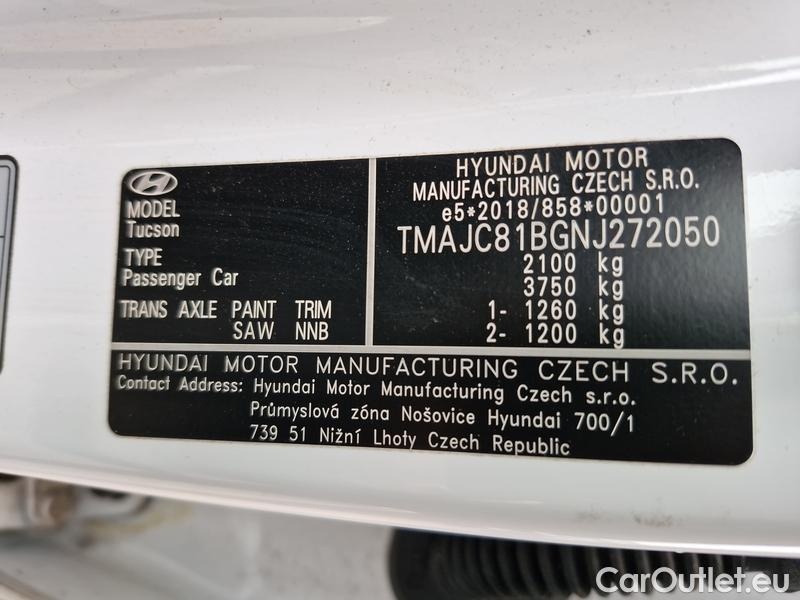 MODEL
Tucson
TYPE
Passenger Car
TRANS AXLE PAINT TRIM
SAW NNB
HYUNDAI MOTOR
MANUFACTURING CZECH S.R.O.
e5*2018/858*00001
TMAJC81BGNJ272050
2100 kg
3750 kg
1- 1260 kg
2- 1200 kg
HYUNDAI MOTOR MANUFACTURING CZECH S.R.O.
Contact Address: Hyundai Motor Manufacturing Czech s.r.o.
Průmyslová zóna Nošovice Hyundai 700/1
739 51 Nižní Lhoty Czech Republic
CarOutlet.eu